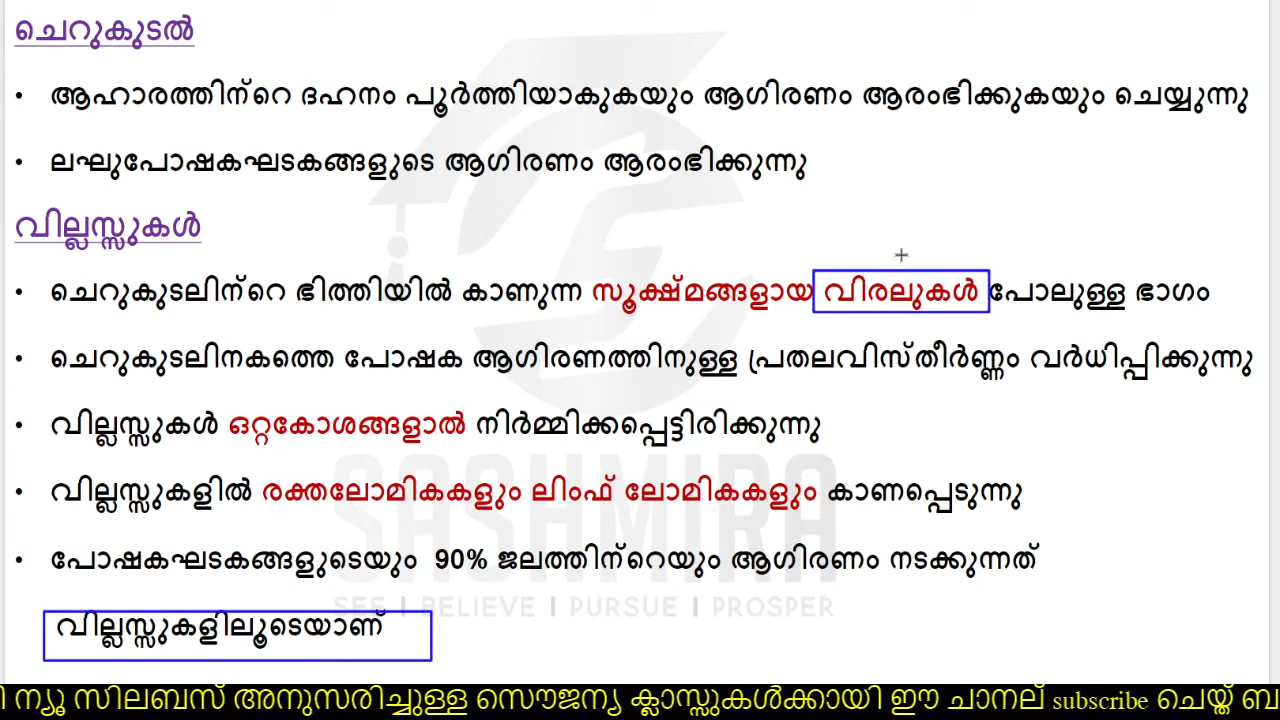 ചെറുകുടൽ
• ആഹാരത്തിന്റെ ദഹനം പൂർത്തിയാകുകയും ആഗിരണം ആരംഭിക്കുകയും ചെയ്യുന്നു
• ലഘുപോഷകഘടകങ്ങളുടെ ആഗിരണം ആരംഭിക്കുന്നു
വില്ലസ്സുകൾ
• ചെറുകുടലിന്റെ ഭിത്തിയിൽ കാണുന്ന സൂക്ഷ്മങ്ങളായ വിരലുകൾ പോലുള്ള ഭാഗം
• ചെറുകുടലിനകത്തെ പോഷക ആഗിരണത്തിനുള്ള പ്രതലവിസ്തീർണ്ണം വർധിപ്പിക്കുന്നു
• വില്ലസ്സുകൾ ഒറ്റകോശങ്ങളാൽ നിർമ്മിക്കപ്പെട്ടിരിക്കുന്നു
• വില്ലസ്സുകളിൽ രക്തലോമികകളും ലിംഫ് ലോമികകളും കാണപ്പെടുന്നു
• പോഷകഘടകങ്ങളുടെയും 90% ജലത്തിന്റെയും ആഗിരണം നടക്കുന്നത്
വില്ലസ്സുകളിലൂടെയാണ്
SASHMIRA
SEE I BELIEVE I PURSUE I PROSPER
ന്യൂ സിലബസ് അനുസരിച്ചുള്ള സൌജന്യ ക്ലാസ്സുകൾക്കായി ഈ ചാനല് subscribe ചെയ്ത്